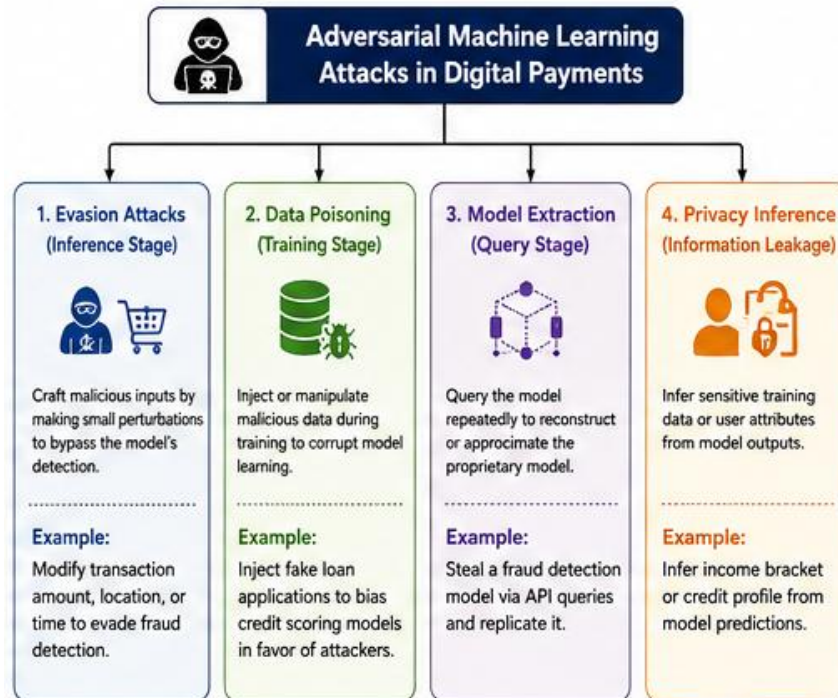 Adversarial Machine Learning
Attacks in Digital Payments
1. Evasion Attacks
(Inference Stage)
Craft malicious inputs by
making small perturbations
to bypass the model's
detection.
Example:
Modify transaction
amount, location, or
time to evade fraud
detection.
2. Data Poisoning
(Training Stage)
Inject or manipulate
malicious data during
training to corrupt model
learning.
Example:
Inject fake loan
applications to bias
credit scoring models
in favor of attackers.
3. Model Extraction
(Query Stage)
Query the model
repeatedly to reconstruct
or approcimate the
proprietary model.
Example:
Steal a fraud detection
model via API queries
and replicate it.
4. Privacy Inference
(Information Leakage)
Infer sensitive training
data or user attributes
from model outputs.
Example:
Infer income bracket
or credit profile from
model predictions.